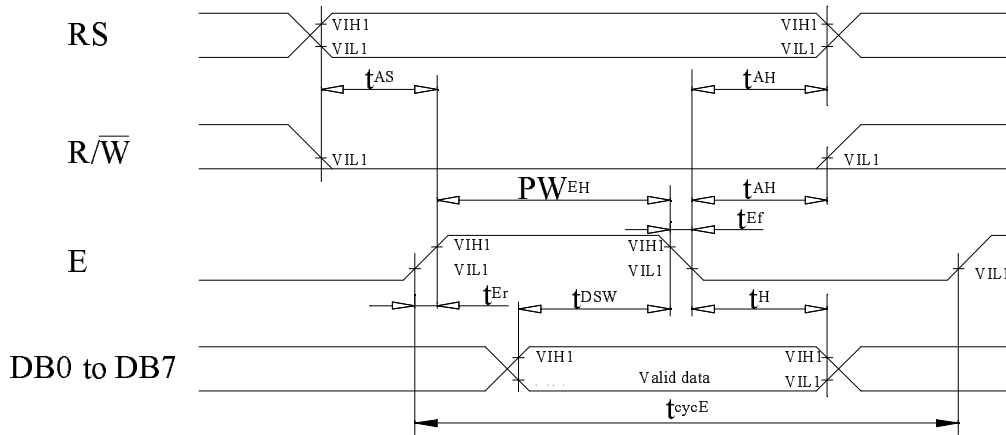 RS
VIH1 VIH1
VIL1 VIL1
tAS tAH
R/W̅
VIL1 VIL1
PWEH tAH
tEf
E
VIH1 VIH1
VIL1 VIL1 VIL1
tEr tDSW tH
DB0 to DB7
VIH1 VIH1
Valid data VIL1
tcycE